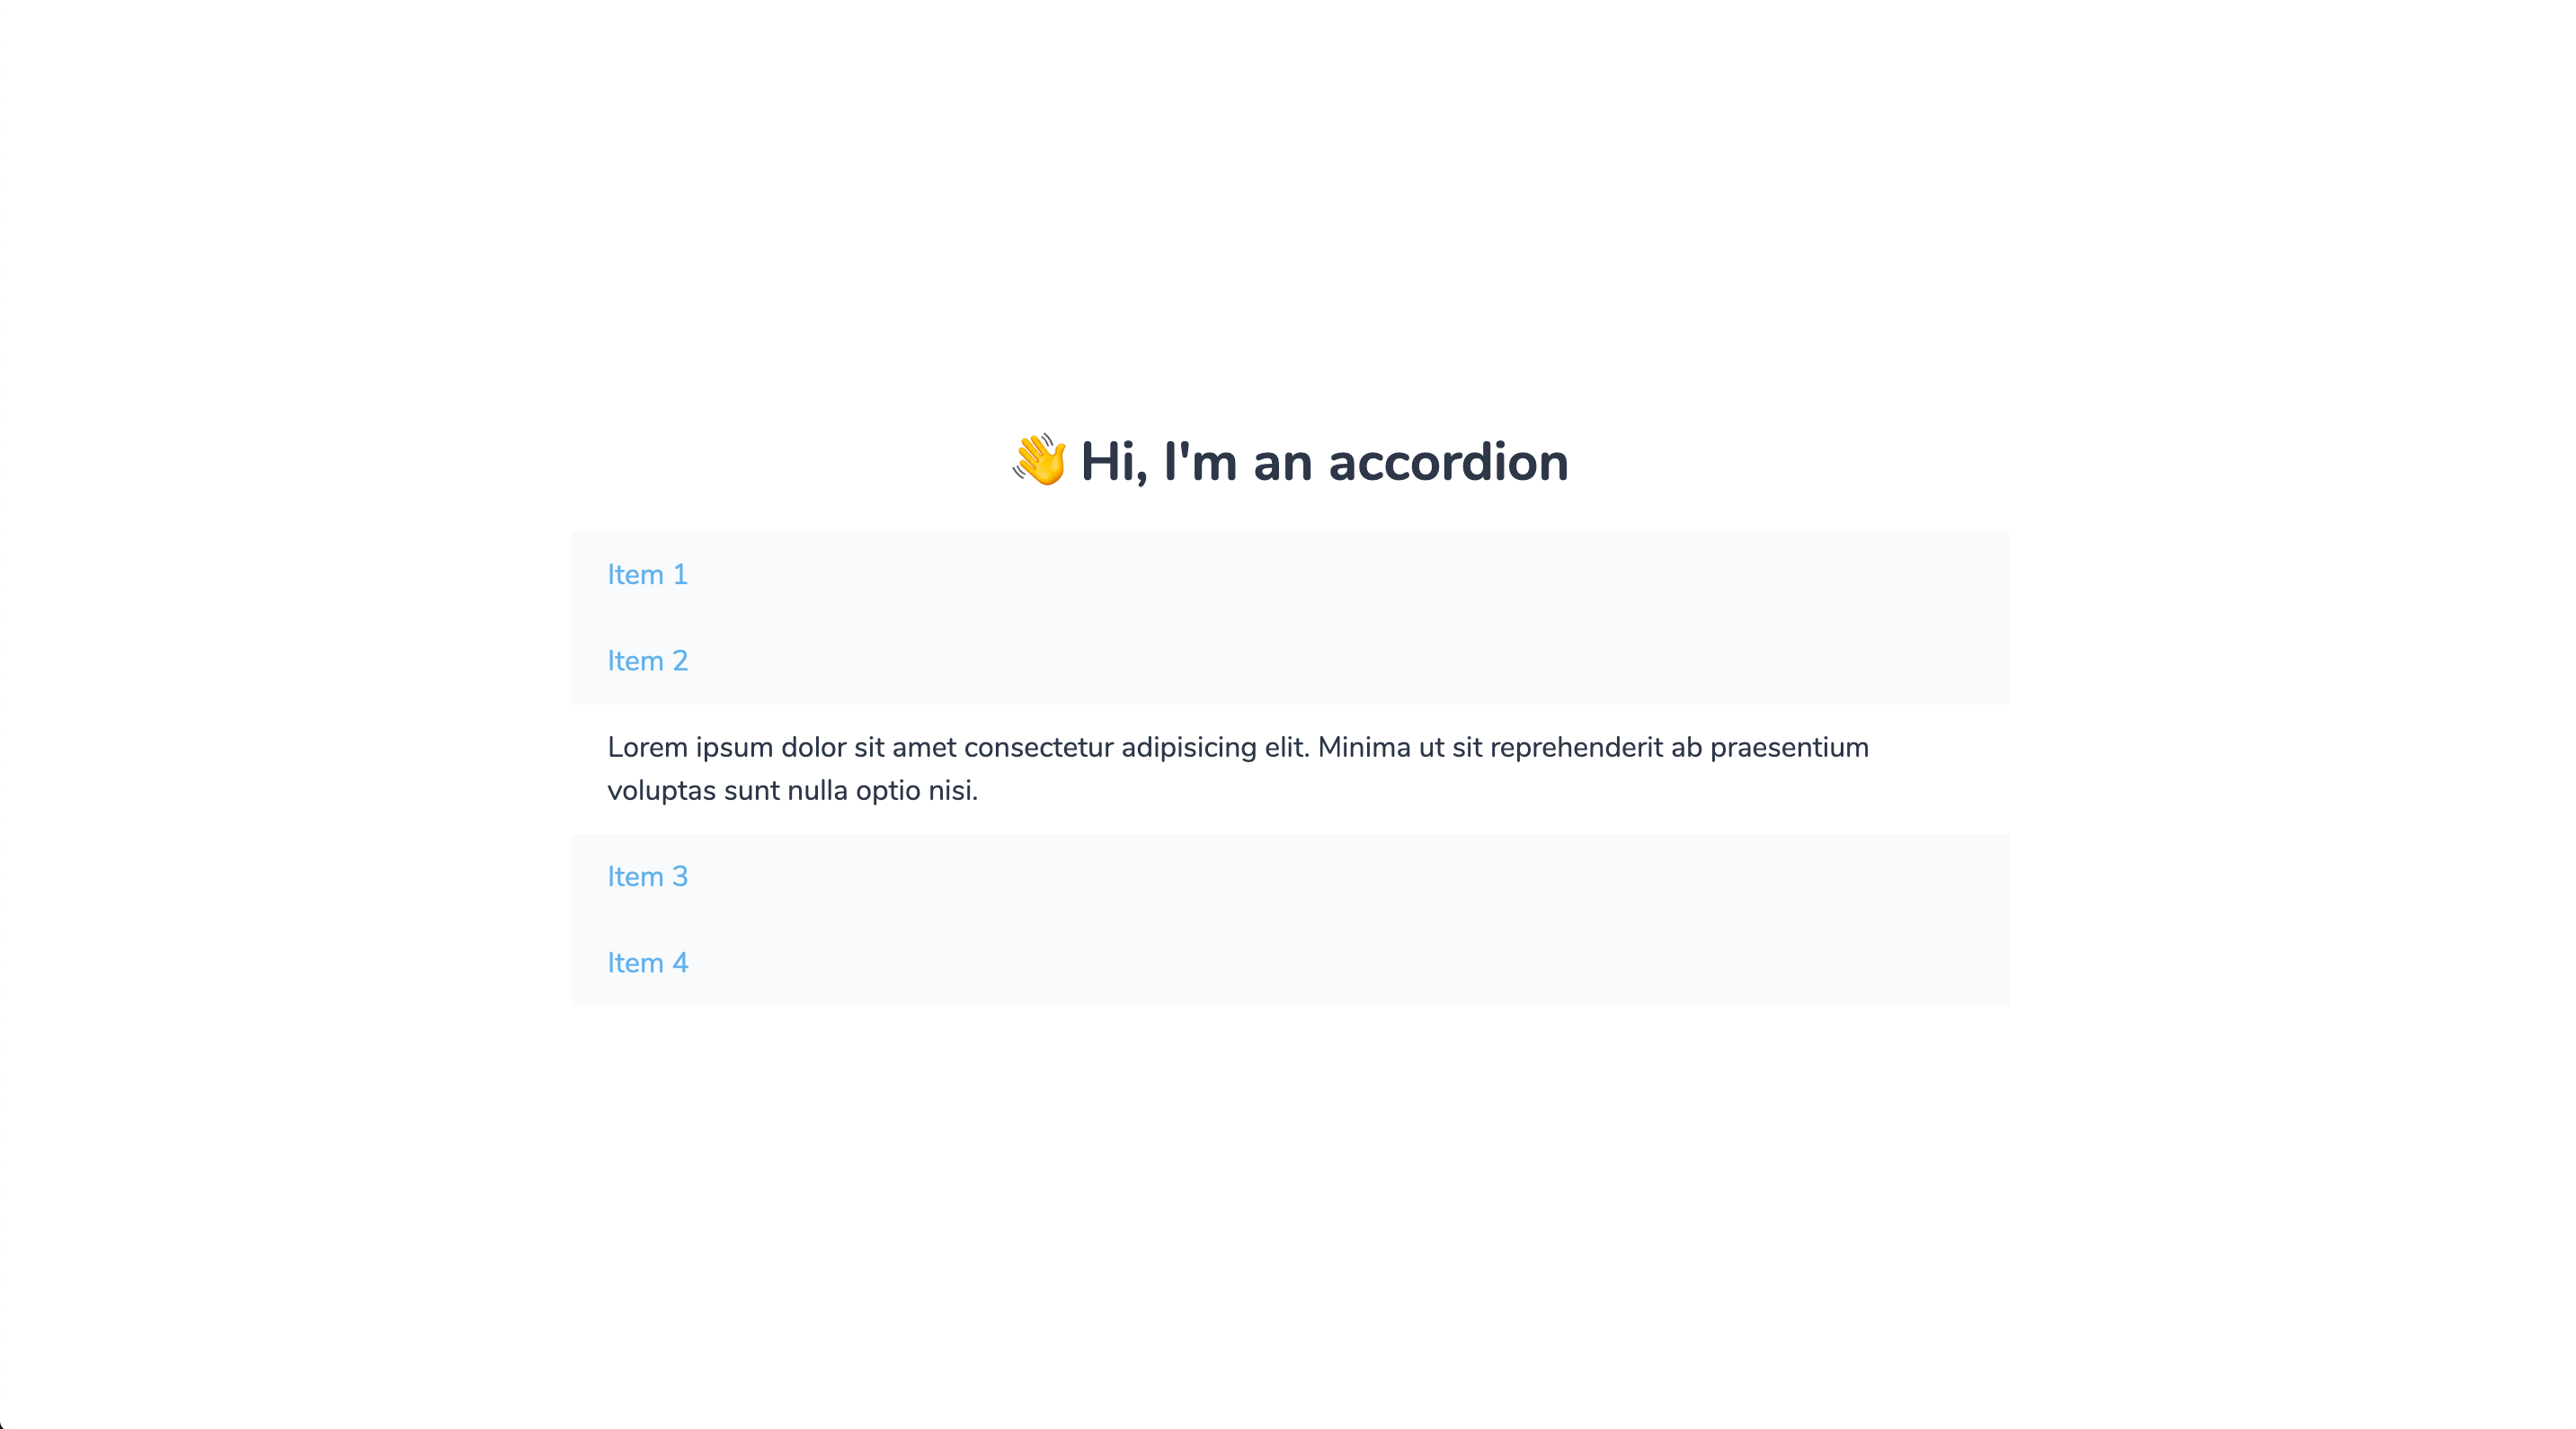 👋 Hi, I'm an accordion
Item 1
Item 2
Lorem ipsum dolor sit amet consectetur adipisicing elit. Minima ut sit reprehenderit ab praesentium
voluptas sunt nulla optio nisi.
Item 3
Item 4